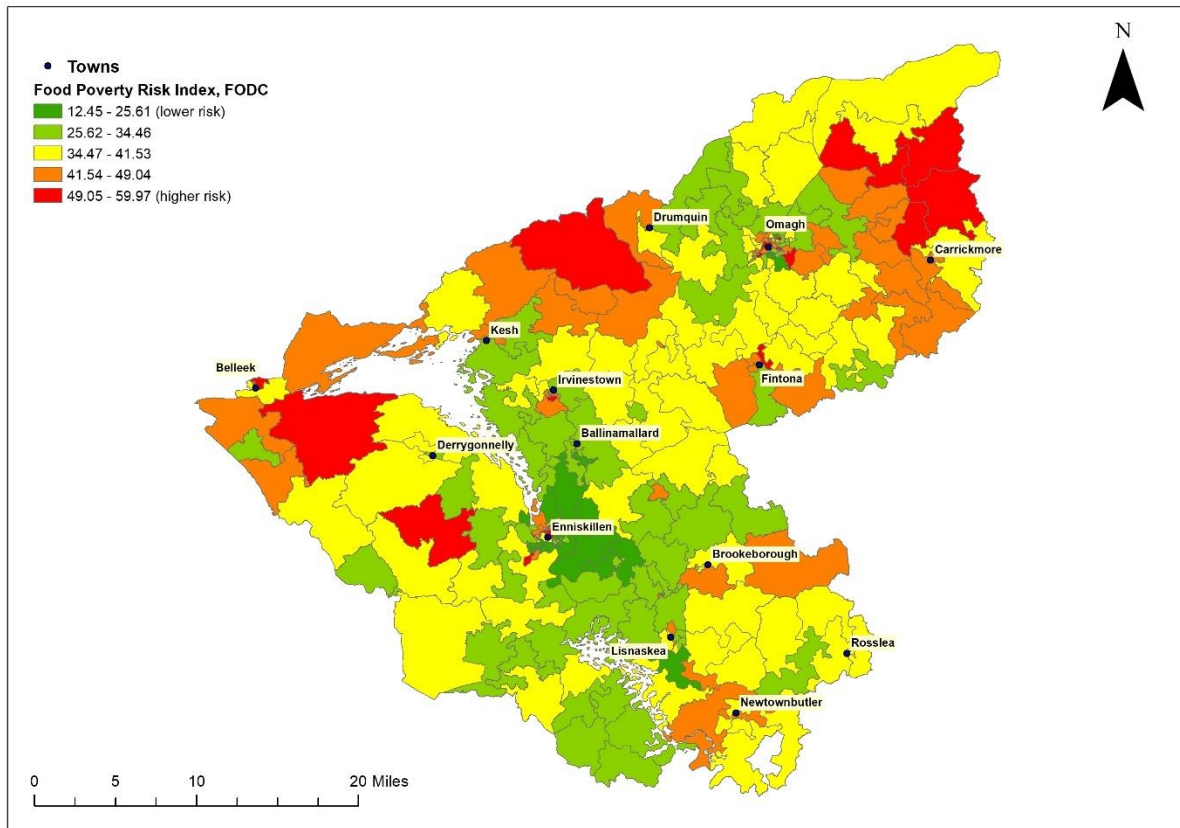 N
Towns
Food Poverty Risk Index, FODC
12.45 - 25.61 (lower risk)
25.62 - 34.46
34.47 - 41.53
41.54 - 49.04
49.05 - 59.97 (higher risk)
Drumquin
Omagh
Carrickmore
Kesh
Belleek
Fintona
Irvinestown
Ballinamallard
Derrygonnelly
Enniskillen
Brookeborough
Lisnaskea
Rosslea
Newtownbutler
0 5 10 20 Miles